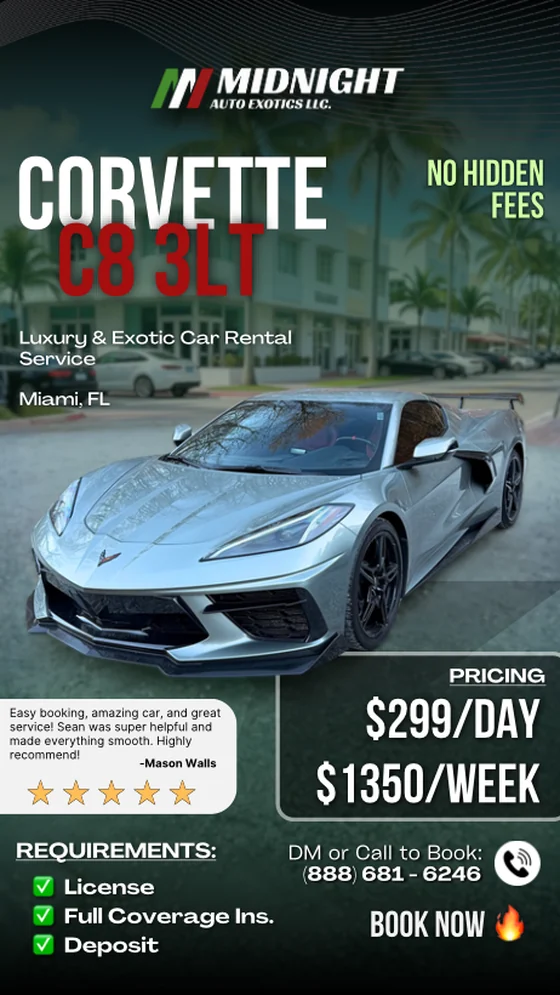 MIDNIGHT
AUTO EXOTICS LLC.
CORVETTE
C8 3LT
NO HIDDEN
FEES
Luxury & Exotic Car Rental
Service
Miami, FL
PRICING
$299/DAY
$1350/WEEK
Easy booking, amazing car, and great
service! Sean was super helpful and
made everything smooth. Highly
recommend!
-Mason Walls
REQUIREMENTS:
License
Full Coverage Ins.
Deposit
DM or Call to Book:
(888) 681 - 6246
BOOK NOW 🔥